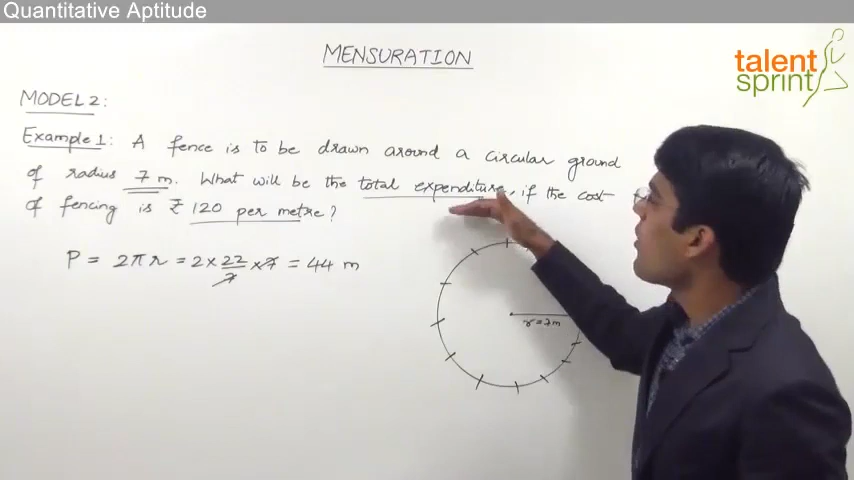 Quantitative Aptitude
MENSURATION
talent
sprint
MODEL 2:
Example 1: A fence is to be drawn around a circular ground
of radius 7 m. What will be the total expenditure, if the cost
of fencing is ₹ 120 per metre?
P = 2πr = 2 × 22/7 × 7 = 44 m
r = 7m